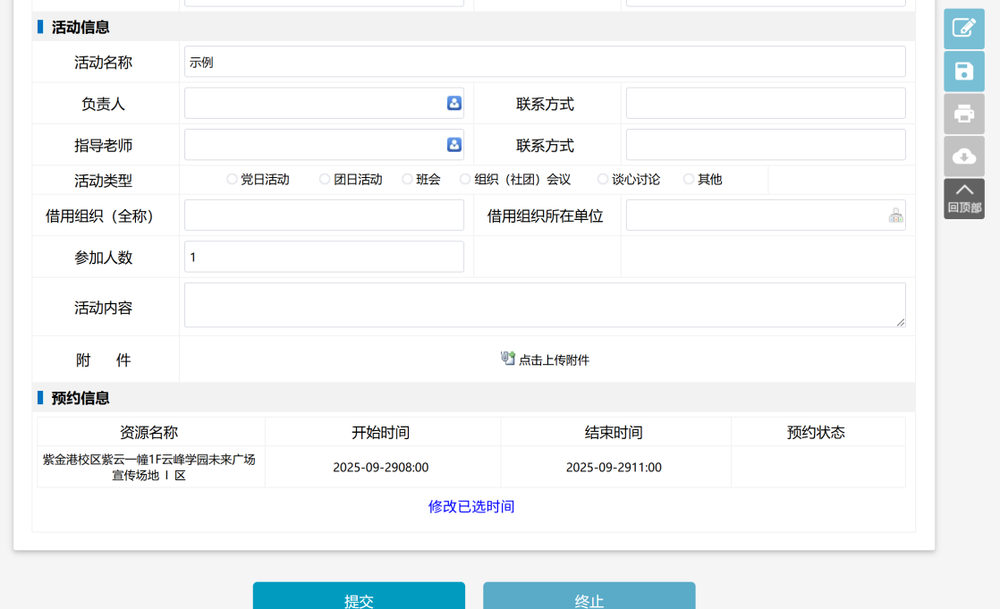 活动信息
活动名称
示例
负责人
联系方式
指导老师
联系方式
活动类型
党日活动
团日活动
班会
组织（社团）会议
谈心讨论
其他
借用组织（全称）
借用组织所在单位
参加人数
1
活动内容
附 件
点击上传附件
预约信息
资源名称
开始时间
结束时间
预约状态
紫金港校区紫云一幢1F云峰学园未来广场
宣传场地 I 区
2025-09-2908:00
2025-09-2911:00
修改已选时间
提交
终止
回顶部